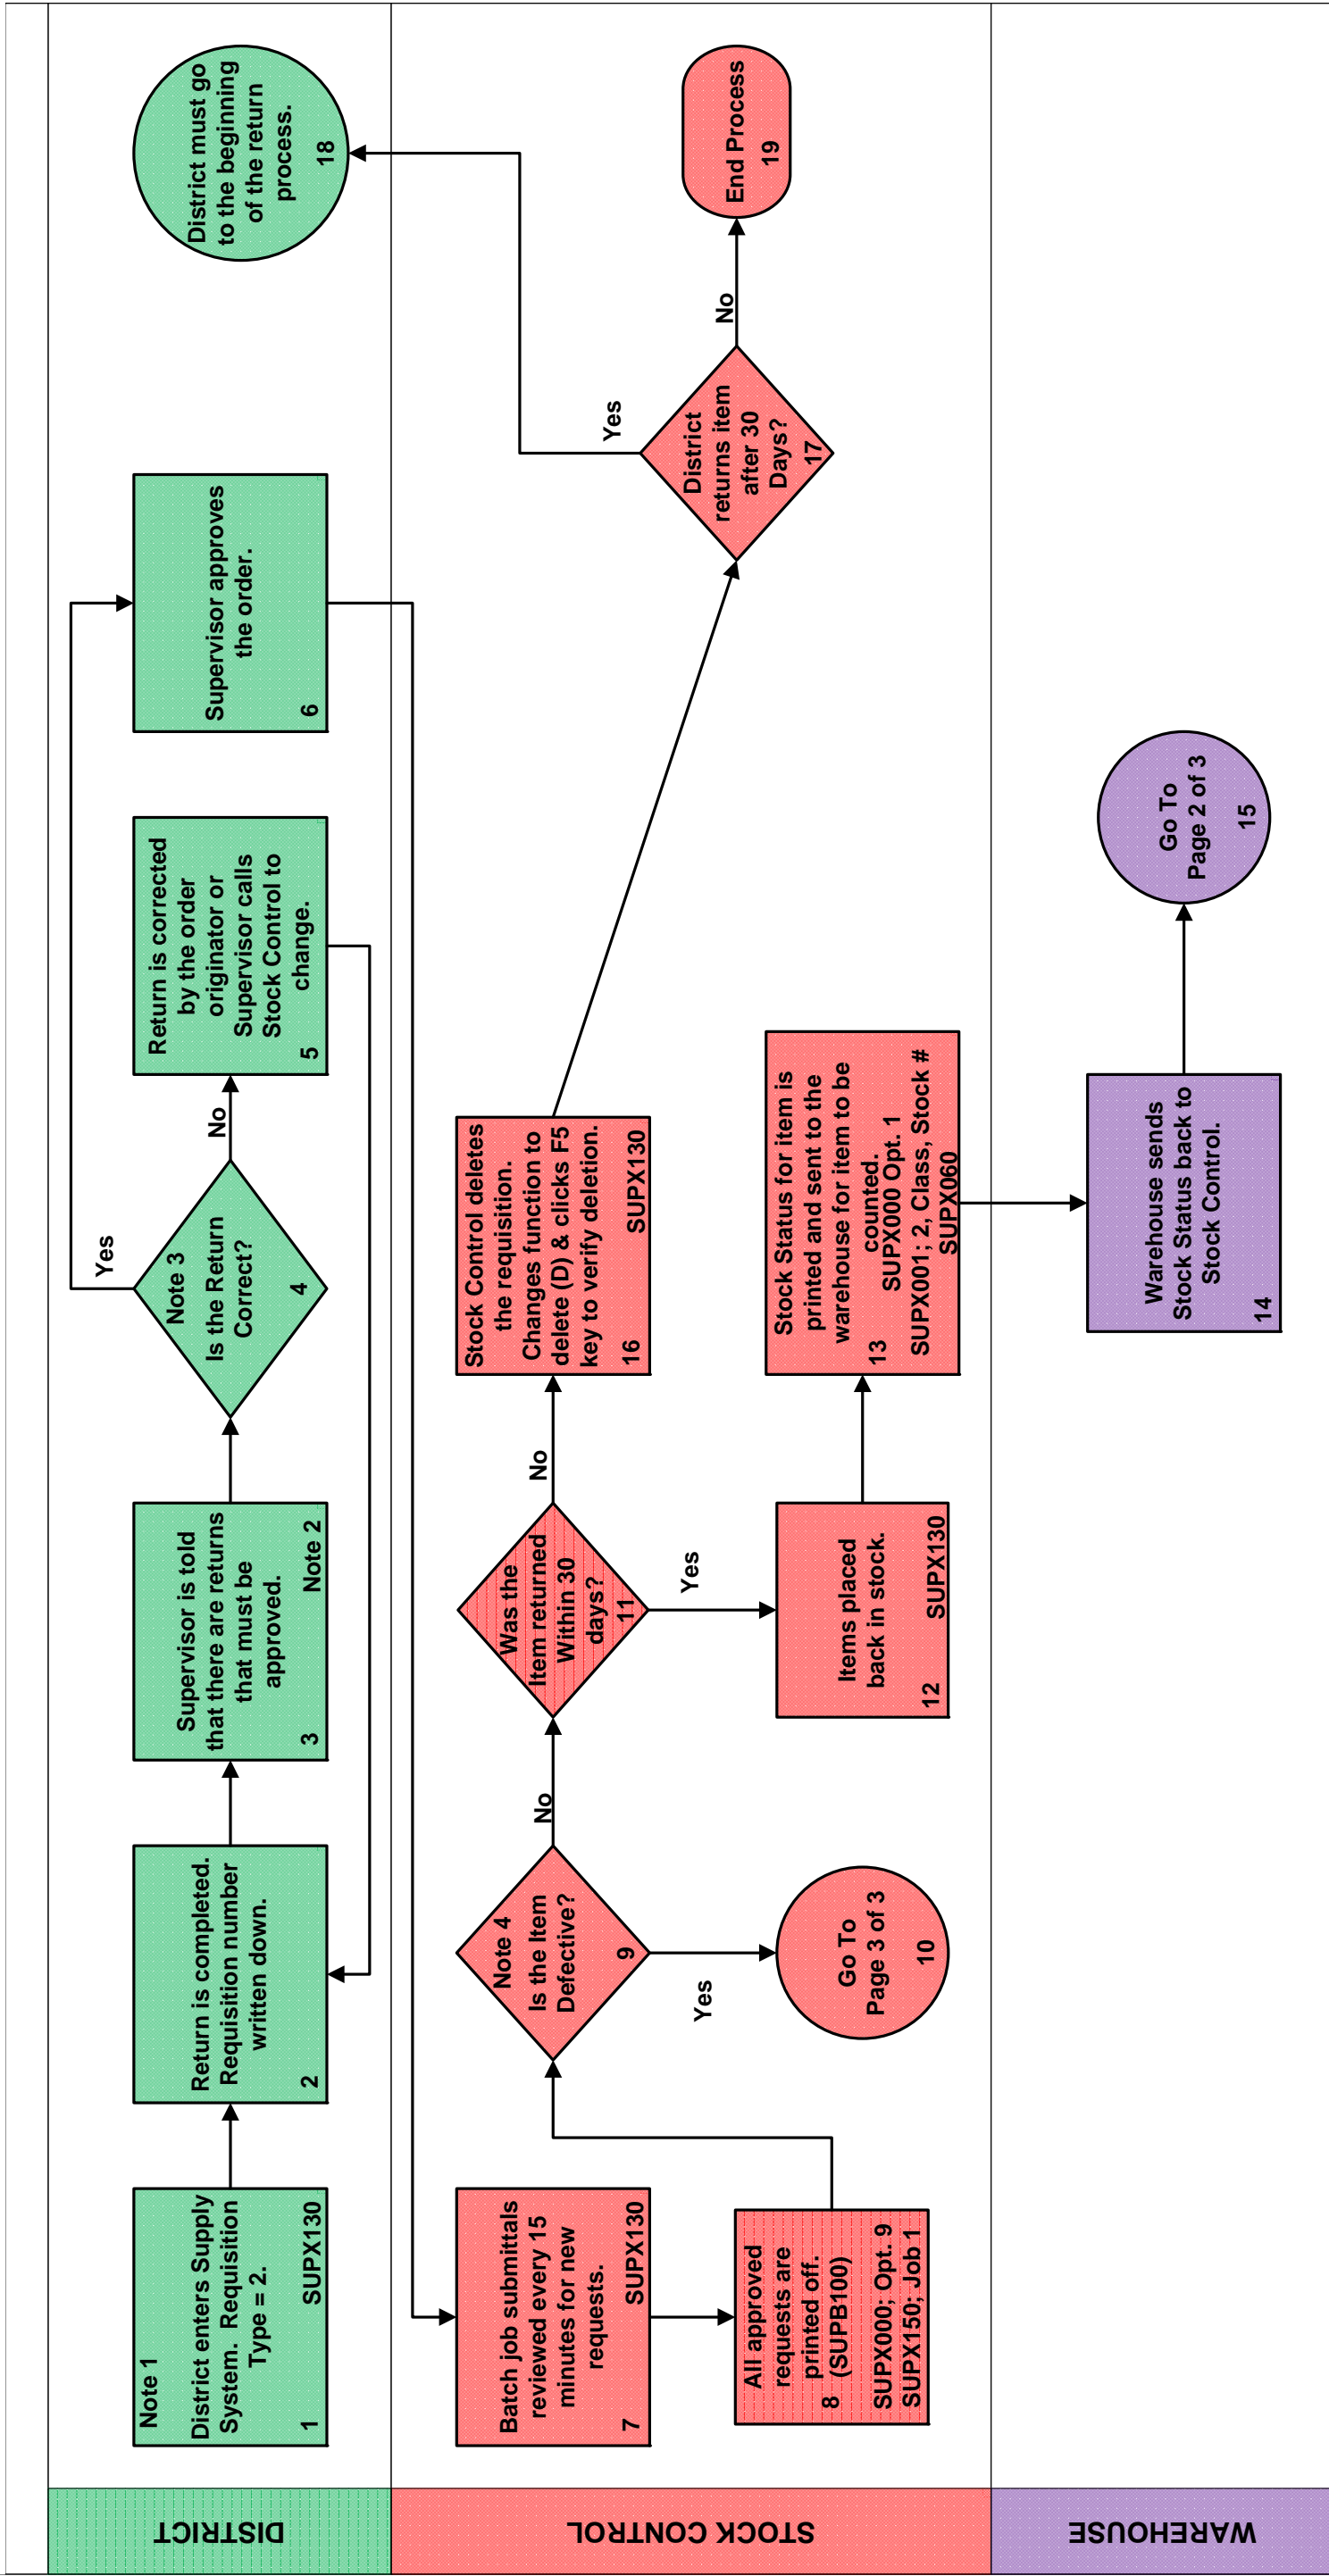 DISTRICT
Note 1
District enters Supply
System.  Requisition
Type = 2.
1 SUPX130
Return is completed.
Requisition number
written down.
2
Supervisor is told
that there are returns
that must be
approved.
3 Note 2
Note 3
Is the Return
Correct?
4
Yes
No
Return is corrected
by the order
originator or
Supervisor calls
Stock Control to
change.
5
Supervisor approves
the order.
6
District must go
to the beginning
of the return
process.
18
STOCK CONTROL
Batch job submittals
reviewed every 15
minutes for new
requests.
7 SUPX130
All approved
requests are
printed off.
8 (SUPB100)
SUPX000; Opt. 9
SUPX150; Job 1
Note 4
Is the Item
Defective?
9
Yes
No
Go To
Page 3 of 3
10
Was the
Item returned
Within 30
days?
11
Yes
No
Items placed
back in stock.
12 SUPX130
Stock Status for item is
printed and sent to the
warehouse for item to be
counted.
13 SUPX000 Opt. 1
SUPX001; 2, Class, Stock #
SUPX060
Stock Control deletes
the requisition.
Changes function to
delete (D) & clicks F5
key to verify deletion.
16 SUPX130
District
returns item
after 30
Days?
17
Yes
No
End Process
19
WAREHOUSE
Warehouse sends
Stock Status back to
Stock Control.
14
Go To
Page 2 of 3
15